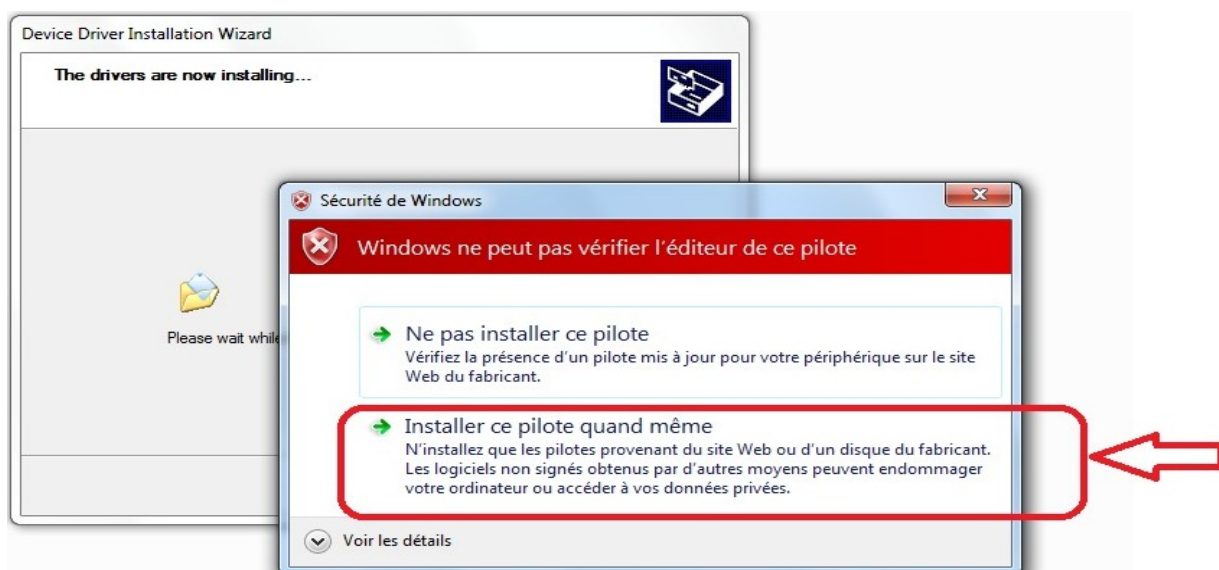 Device Driver Installation Wizard
The drivers are now installing...
Please wait while
Sécurité de Windows
Windows ne peut pas vérifier l'éditeur de ce pilote
Ne pas installer ce pilote
Vérifiez la présence d'un pilote mis à jour pour votre périphérique sur le site
Web du fabricant.
Installer ce pilote quand même
N'installez que les pilotes provenant du site Web ou d'un disque du fabricant.
Les logiciels non signés obtenus par d'autres moyens peuvent endommager
votre ordinateur ou accéder à vos données privées.
Voir les détails